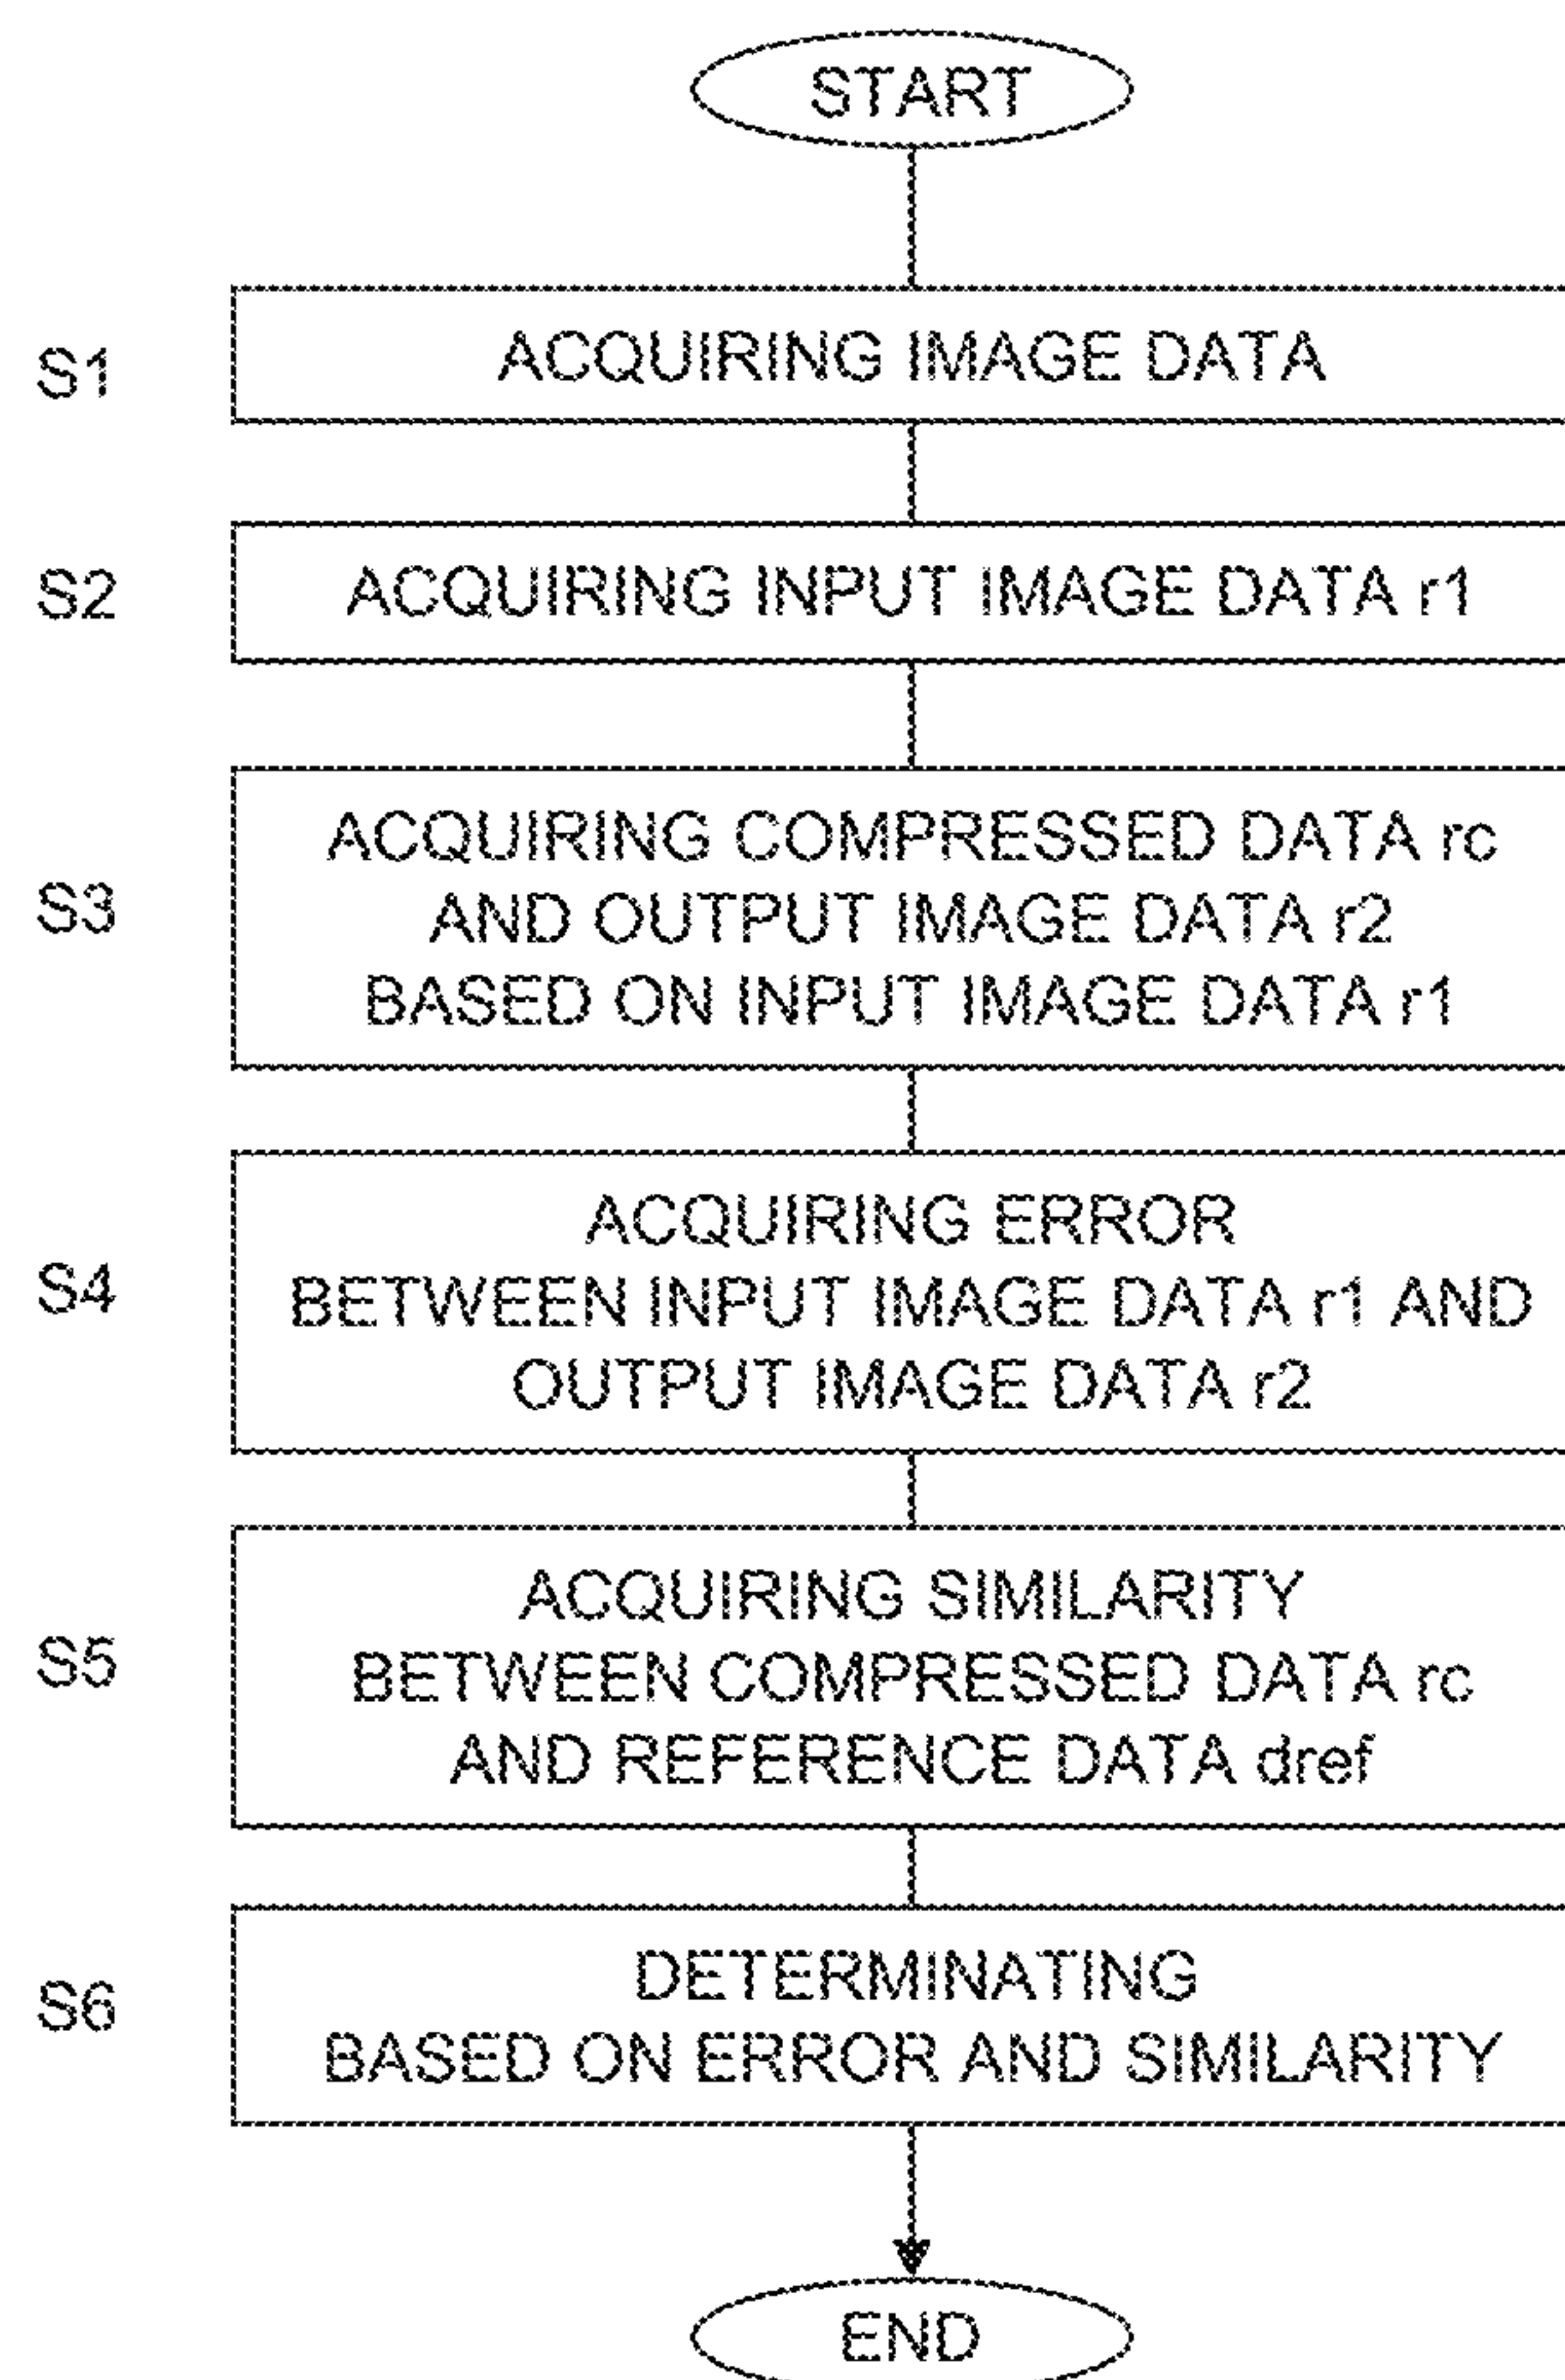 START
S1
ACQUIRING IMAGE DATA
S2
ACQUIRING INPUT IMAGE DATA r1
S3
ACQUIRING COMPRESSED DATA rc
AND OUTPUT IMAGE DATA r2
BASED ON INPUT IMAGE DATA r1
S4
ACQUIRING ERROR
BETWEEN INPUT IMAGE DATA r1 AND
OUTPUT IMAGE DATA r2
S5
ACQUIRING SIMILARITY
BETWEEN COMPRESSED DATA rc
AND REFERENCE DATA dref
S6
DETERMINATING
BASED ON ERROR AND SIMILARITY
END